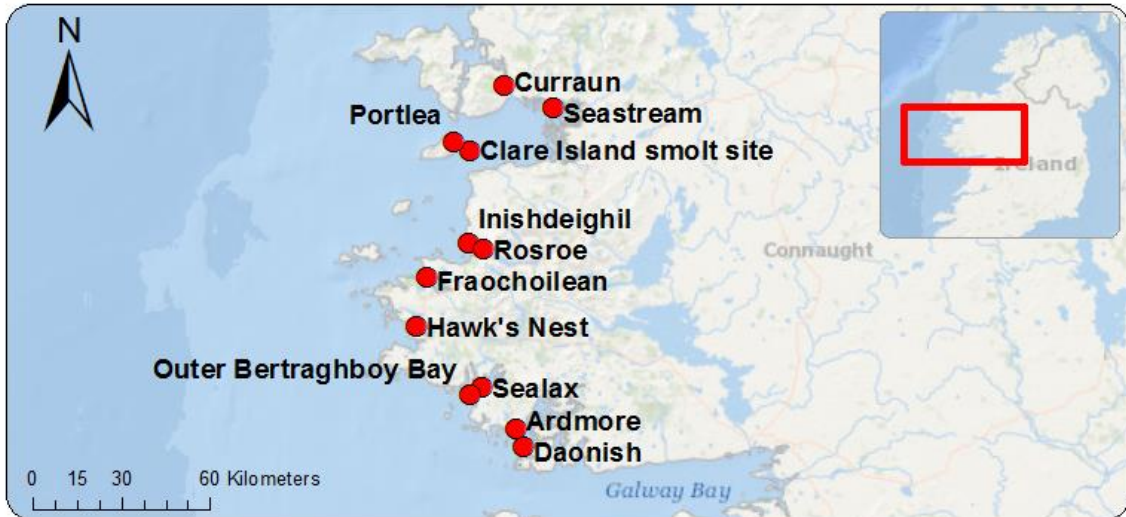 N
Curraun
Portlea
Seastream
Clare Island smolt site
Ireland
Inishdeighil
Rosroe
Connaught
Fraochoilean
Hawk's Nest
Outer Bertraghboy Bay
Sealax
Ardmore
Daonish
0 15 30 60 Kilometers
Galway Bay